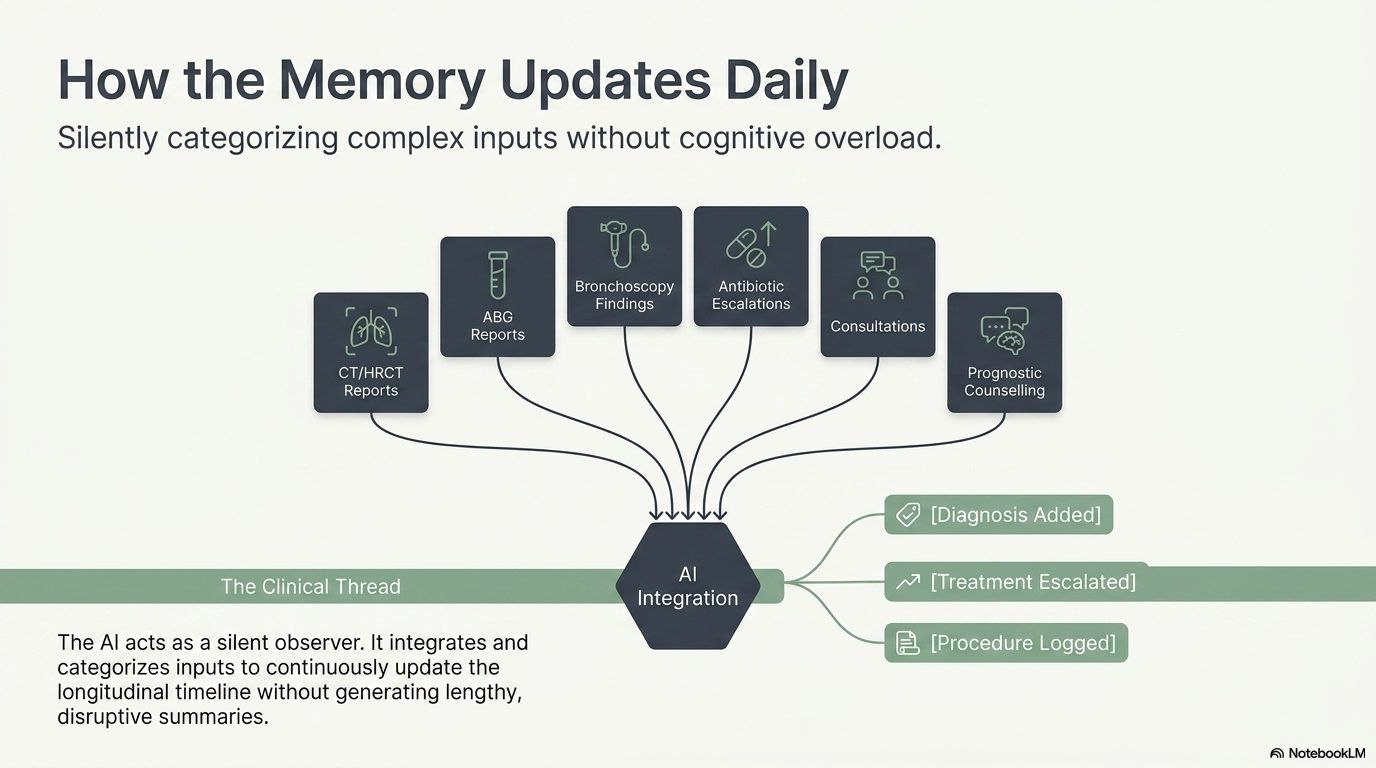 How the Memory Updates Daily
Silently categorizing complex inputs without cognitive overload.
CT/HRCT
Reports
ABG
Reports
Bronchoscopy
Findings
Antibiotic
Escalations
Consultations
Prognostic
Counselling
AI
Integration
The Clinical Thread
[Diagnosis Added]
[Treatment Escalated]
[Procedure Logged]
The AI acts as a silent observer. It integrates and
categorizes inputs to continuously update the
longitudinal timeline without generating lengthy,
disruptive summaries.
NotebookLM